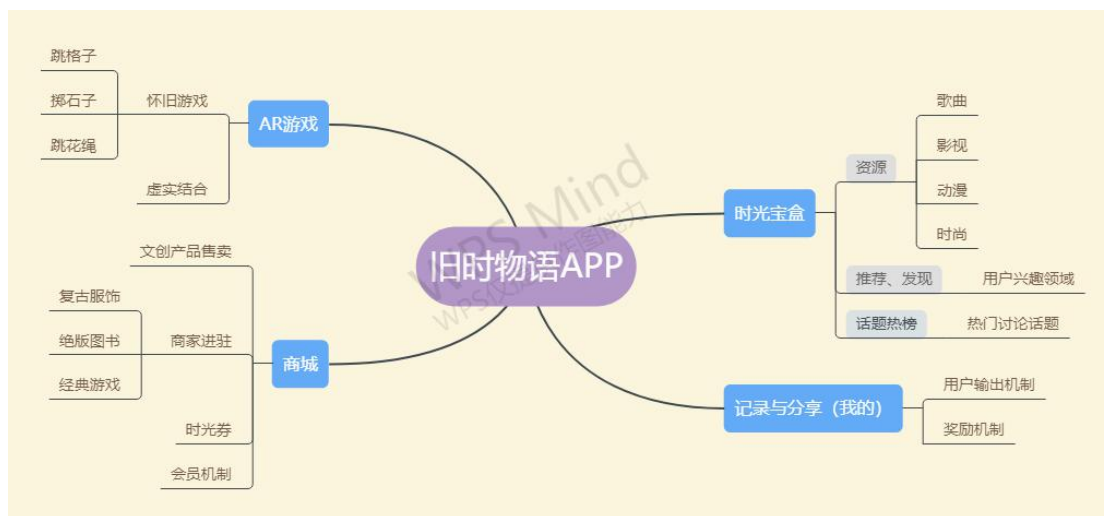 跳格子
掷石子
跳花绳
怀旧游戏
虚实结合
AR游戏
文创产品售卖
复古服饰
绝版图书
经典游戏
商家进驻
时光券
会员机制
商城
旧时物语APP
WPS Mind
时光宝盒
资源
歌曲
影视
动漫
时尚
推荐、发现
用户兴趣领域
话题热榜
热门讨论话题
记录与分享（我的）
用户输出机制
奖励机制